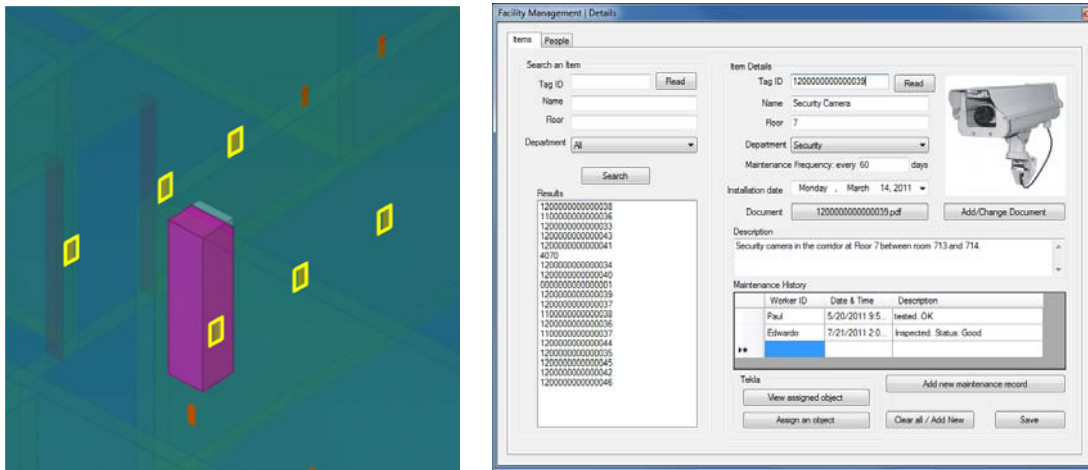 Facility Management | Details
Items People
Search an Item
Tag ID Read
Name
Floor
Department All
Search
Results
1200000000000038
1100000000000036
1200000000000033
1200000000000043
1200000000000041
4070
1200000000000034
1200000000000040
0000000000000001
1200000000000039
1200000000000037
1100000000000038
1200000000000036
1100000000000037
1200000000000044
1200000000000035
1200000000000045
1200000000000042
1200000000000046
Item Details
Tag ID 1200000000000039 Read
Name Security Camera
Floor 7
Department Security
Maintenance Frequency: every 60 days
Installation date Monday , March 14, 2011
Document 1200000000000039.pdf Add/Change Document
Description
Security camera in the corridor at Floor 7 between room 713 and 714.
Maintenance History
Worker ID Date & Time Description
Paul 5/20/2011 9:5... tested. OK
Edwardo 7/21/2011 2:0... Inspected. Status: Good
Tekla
View assigned object
Assign an object
Add new maintenance record
Clear all / Add New Save